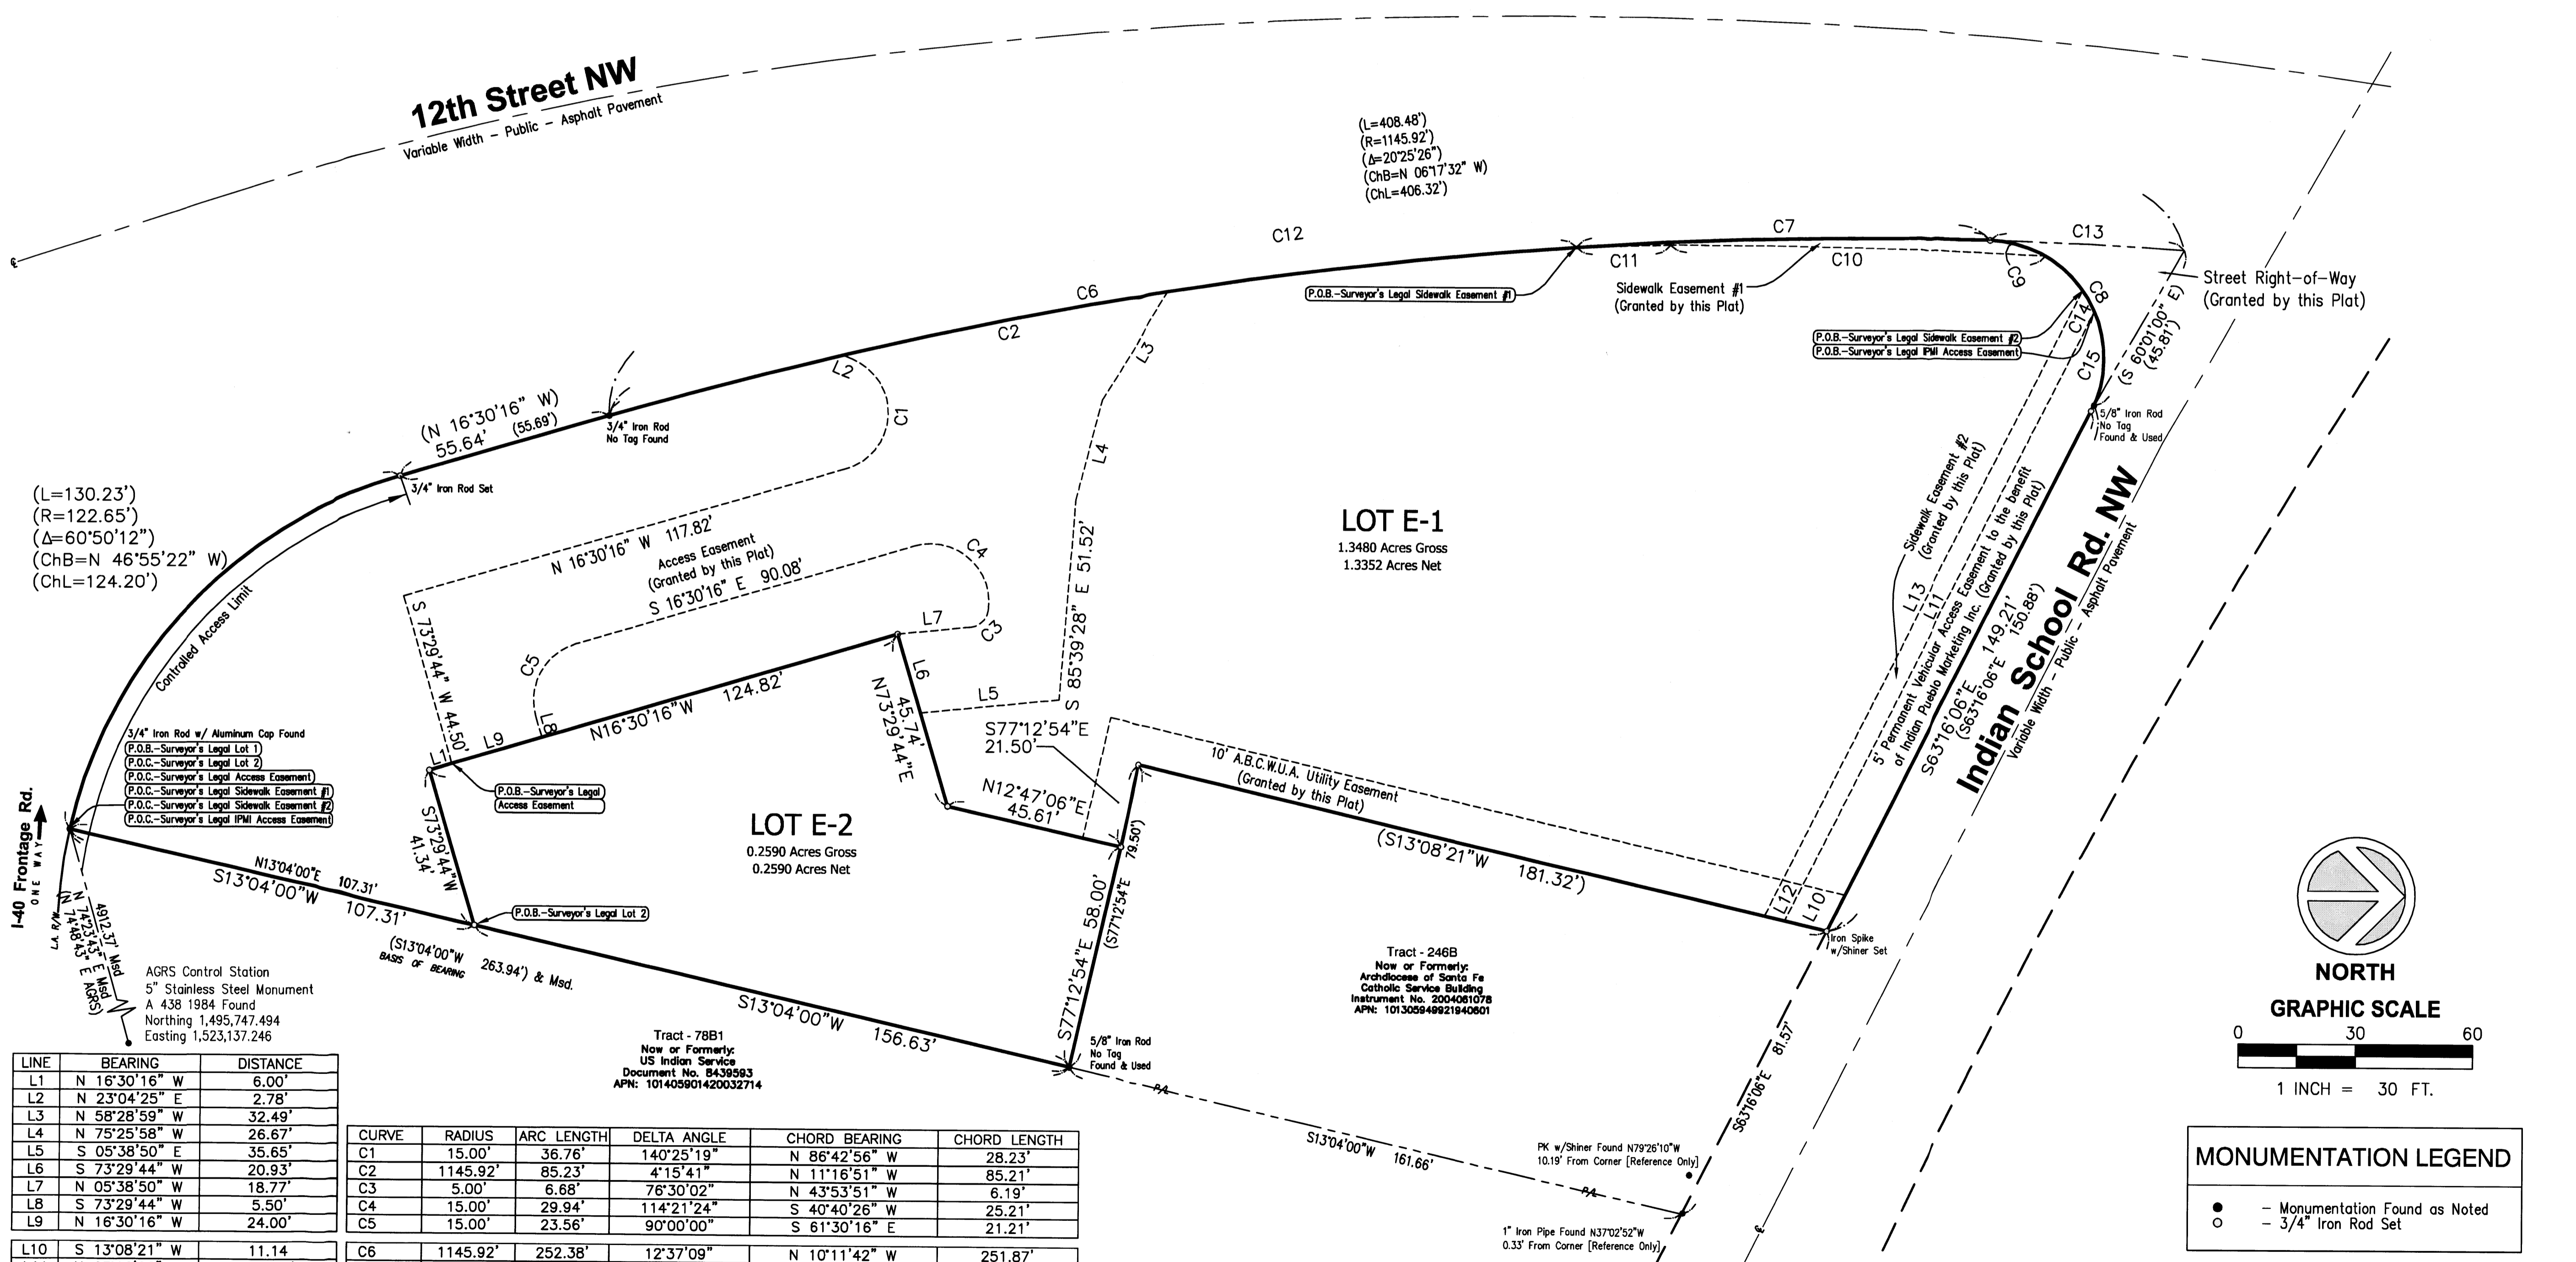 12th Street NW
Variable Width - Public - Asphalt Pavement
(L=408.48')
(R=1145.92')
(Δ=20°25'26")
(ChB=N 06°17'32" W)
(ChL=406.32')
C12
C7
C13
C11
C10
C9
C8
C14
C15
C6
C2
P.O.B.-Surveyor's Legal Sidewalk Easement #1
Sidewalk Easement #1
(Granted by this Plat)
Street Right-of-Way
(Granted by this Plat)
(S 60°01'00" E)
(45.81')
P.O.B.-Surveyor's Legal Sidewalk Easement #2
P.O.B.-Surveyor's Legal IPMI Access Easement
5/8" Iron Rod
No Tag
Found & Used
L3
L2
C1
L4
(N 16°30'16" W)
55.64'
(55.69')
3/4" Iron Rod
No Tag Found
3/4" Iron Rod Set
(L=130.23')
(R=122.65')
(Δ=60°50'12")
(ChB=N 46°55'22" W)
(ChL=124.20')
Controlled Access Limit
N 16°30'16" W 117.82'
Access Easement
(Granted by this Plat)
S 16°30'16" E 90.08'
C4
C3
C5
L7
L6
L5
L8
L9
L1
S 73°29'44" W 44.50'
S 85°39'28" E 51.52'
LOT E-1
1.3480 Acres Gross
1.3352 Acres Net
Sidewalk Easement #2
(Granted by this Plat)
L13
L11
5' Permanent Vehicular Access Easement to the benefit
of Indian Pueblo Marketing Inc. (Granted by this Plat)
S63°16'06"E 149.21'
(S63°16'06"E 150.88')
Indian School Rd. NW
Variable Width - Public - Asphalt Pavement
N16°30'16"W 124.82'
45.74'
N73°29'44"E
S77°12'54"E
21.50'
N12°47'06"E
45.61'
10' A.B.C.W.U.A. Utility Easement
(Granted by this Plat)
(S13°08'21"W 181.32')
L12
L10
Iron Spike
w/Shiner Set
3/4" Iron Rod w/ Aluminum Cap Found
P.O.B.-Surveyor's Legal Lot 1
P.O.C.-Surveyor's Legal Lot 2
P.O.C.-Surveyor's Legal Access Easement
P.O.C.-Surveyor's Legal Sidewalk Easement #1
P.O.C.-Surveyor's Legal Sidewalk Easement #2
P.O.C.-Surveyor's Legal IPMI Access Easement
P.O.B.-Surveyor's Legal
Access Easement
I-40 Frontage Rd.
ONE WAY
L.A. R/W
4912.37' Msd
N 74°23'43" E Msd
(N 74°48'43" E AGRS)
AGRS Control Station
5" Stainless Steel Monument
A 438 1984 Found
Northing 1,495,747.494
Easting 1,523,137.246
N13°04'00"E 107.31'
S13°04'00"W 107.31'
S73°29'44"W
41.34'
LOT E-2
0.2590 Acres Gross
0.2590 Acres Net
P.O.B.-Surveyor's Legal Lot 2
(S13°04'00"W 263.94') & Msd.
BASIS OF BEARING
S13°04'00"W 156.63'
S77°12'54"E 58.00'
(S77°12'54"E 79.50')
5/8" Iron Rod
No Tag
Found & Used
Tract - 78B1
Now or Formerly:
US Indian Service
Document No. 8439593
APN: 101405901420032714
Tract - 246B
Now or Formerly:
Archdiocese of Santa Fe
Catholic Service Building
Instrument No. 2004061078
APN: 101305949921940601
P/L
S13°04'00"W 161.66'
P/L
S63°16'06"E 81.57'
PK w/Shiner Found N79°26'10"W
10.19' From Corner [Reference Only]
1" Iron Pipe Found N37°02'52"W
0.33' From Corner [Reference Only]
NORTH
GRAPHIC SCALE
0 30 60
1 INCH = 30 FT.
MONUMENTATION LEGEND
- Monumentation Found as Noted
- 3/4" Iron Rod Set
LINE BEARING DISTANCE
L1 N 16°30'16" W 6.00'
L2 N 23°04'25" E 2.78'
L3 N 58°28'59" W 32.49'
L4 N 75°25'58" W 26.67'
L5 S 05°38'50" E 35.65'
L6 S 73°29'44" W 20.93'
L7 N 05°38'50" W 18.77'
L8 S 73°29'44" W 5.50'
L9 N 16°30'16" W 24.00'
L10 S 13°08'21" W 11.14
CURVE RADIUS ARC LENGTH DELTA ANGLE CHORD BEARING CHORD LENGTH
C1 15.00' 36.76' 140°25'19" N 86°42'56" W 28.23'
C2 1145.92' 85.23' 4°15'41" N 11°16'51" W 85.21'
C3 5.00' 6.68' 76°30'02" N 43°53'51" W 6.19'
C4 15.00' 29.94' 114°21'24" S 40°40'26" W 25.21'
C5 15.00' 23.56' 90°00'00" S 61°30'16" E 21.21'
C6 1145.92' 252.38' 12°37'09" N 10°11'42" W 251.87'